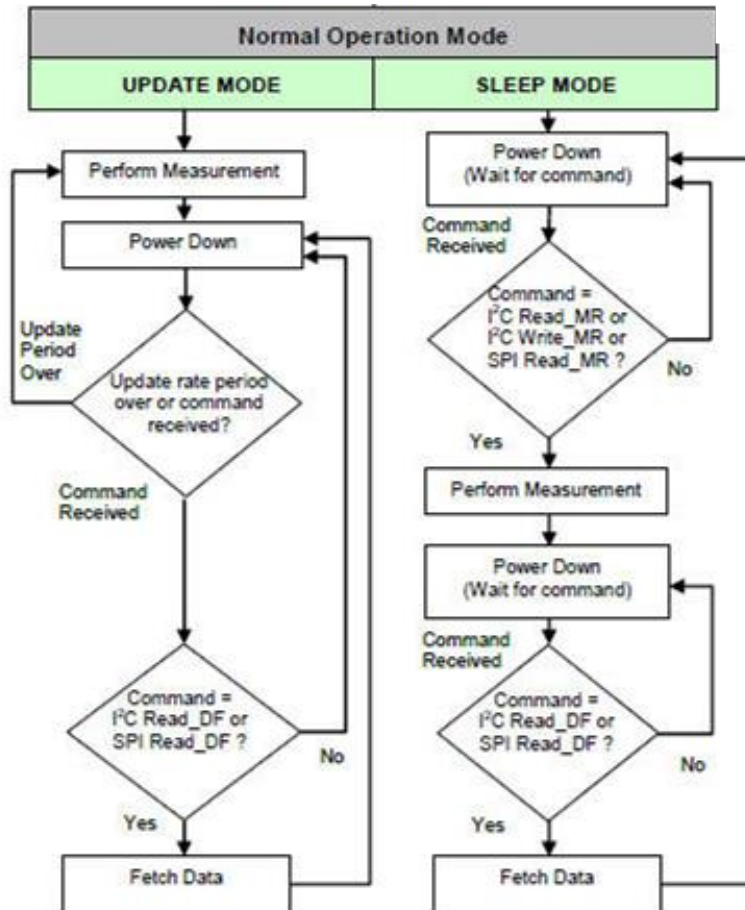 Normal Operation Mode
UPDATE MODE
SLEEP MODE
Perform Measurement
Power Down
Update
Period
Over
Update rate period
over or command
received?
Command
Received
Command =
I²C Read_DF or
SPI Read_DF ?
No
Yes
Fetch Data
Power Down
(Wait for command)
Command
Received
Command =
I²C Read_MR or
I²C Write_MR or
SPI Read_MR ?
No
Yes
Perform Measurement
Power Down
(Wait for command)
Command
Received
Command =
I²C Read_DF or
SPI Read_DF ?
No
Yes
Fetch Data